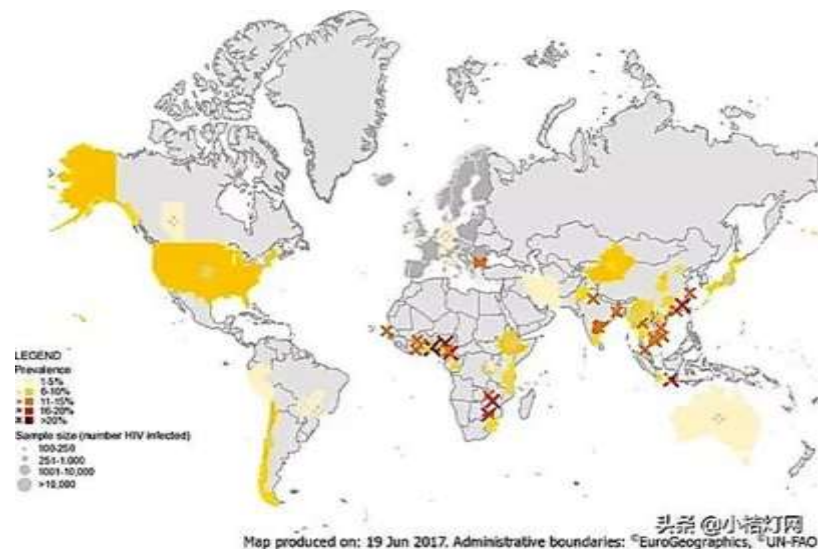 LEGEND
Prevalence
1-5%
6-10%
11-15%
16-20%
>20%
Sample size (number HIV infected)
100-250
251-1.000
1001-10,000
>10,000
头条 @小桔灯网
Map produced on: 19 Jun 2017. Administrative boundaries: ©EuroGeographics, ©UN-FAO